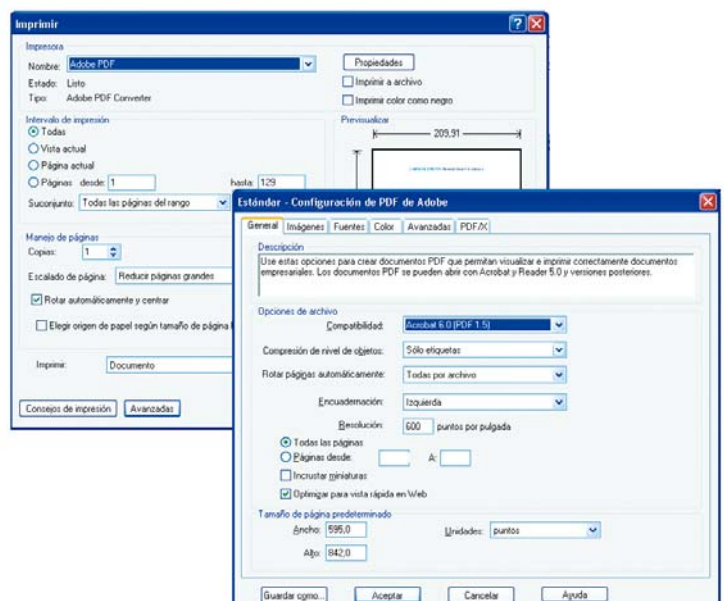 Imprimir
Impresora
Nombre: Adobe PDF
Propiedades
Estado: Listo
Imprimir a archivo
Tipo: Adobe PDF Converter
Imprimir color como negro
Intervalo de impresión
Todas
Vista actual
Página actual
Páginas desde: 1 hasta: 129
Suconjunto: Todas las páginas del rango
Previsualizar
209,91
Manejo de páginas
Copias: 1
Escalado de página: Reducir páginas grandes
Rotar automáticamente y centrar
Elegir origen de papel según tamaño de página
Imprimir: Documento
Consejos de impresión Avanzadas
Estándar - Configuración de PDF de Adobe
General Imágenes Fuentes Color Avanzadas PDF/X
Descripción
Use estas opciones para crear documentos PDF que permitan visualizar e imprimir correctamente documentos
empresariales. Los documentos PDF se pueden abrir con Acrobat y Reader 5.0 y versiones posteriores.
Opciones de archivo
Compatibilidad: Acrobat 6.0 (PDF 1.5)
Compresión de nivel de objetos: Sólo etiquetas
Rotar páginas automáticamente: Todas por archivo
Encuadernación: Izquierda
Resolución: 600 puntos por pulgada
Todas las páginas
Páginas desde: A:
Incrustar miniaturas
Optimizar para vista rápida en Web
Tamaño de página predeterminado
Ancho: 595,0 Unidades: puntos
Alto: 842,0
Guardar como... Aceptar Cancelar Ayuda